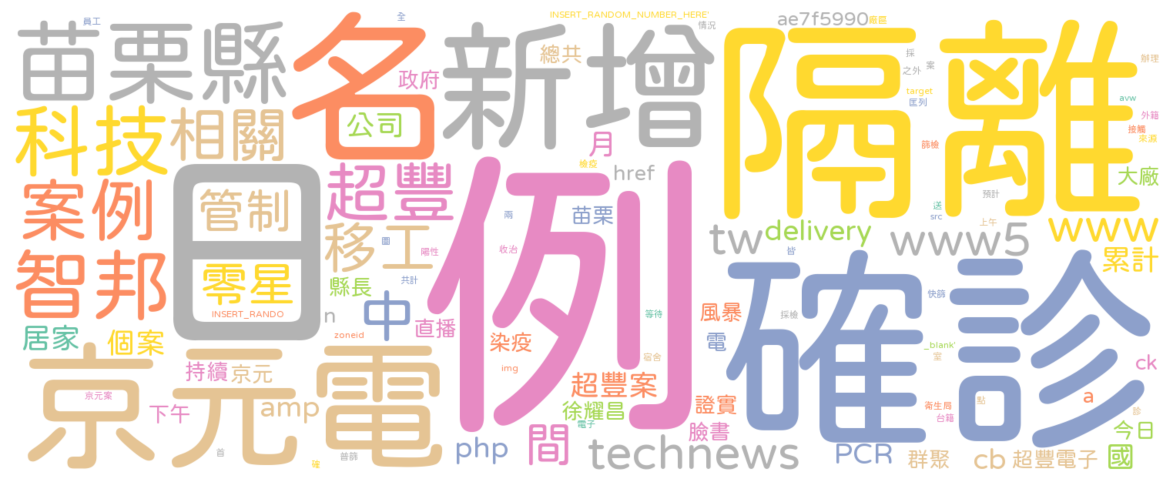 員工
全
INSERT_RANDOM_NUMBER_HERE'
ae7f5990
廠區
情況
苗栗縣
名
新增
總共
隔離
採
之外
案
辦理
政府
科技
相關
公司
月
target
匡列
avw
外籍
接觸
來源
篩檢
檢疫
href
大廠
案例
日
管制
超豐
例
預計
送
src
上午
兩
苗栗
tw
delivery
www5
www
智邦
零星
移工
圍
陽性
收治
皆
累計
縣長
共計
INSERT_RANDO
n
中
直播
等待
風暴
採檢
快篩
確診
居家
個案
zoneid
染疫
宿舍
電
_blank'
室
京元電
持續
京元
img
超豐案
ck
京元案
下午
amp
徐耀昌
證實
貼
a
衛生局
台籍
診
電子
臉書
今日
首
確
普篩
php
間
technews
PCR
群聚
cb
超豐電子
國